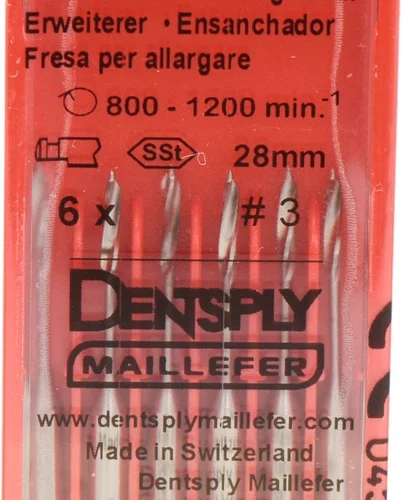 Erweiterer · Ensanchador
Fresa per allargare
800 - 1200 min.-1
SSt 28mm
6 x # 3
DENTSPLY
MAILLEFER
www.dentsplymaillefer.com
Made in Switzerland
Dentsply Maillefer